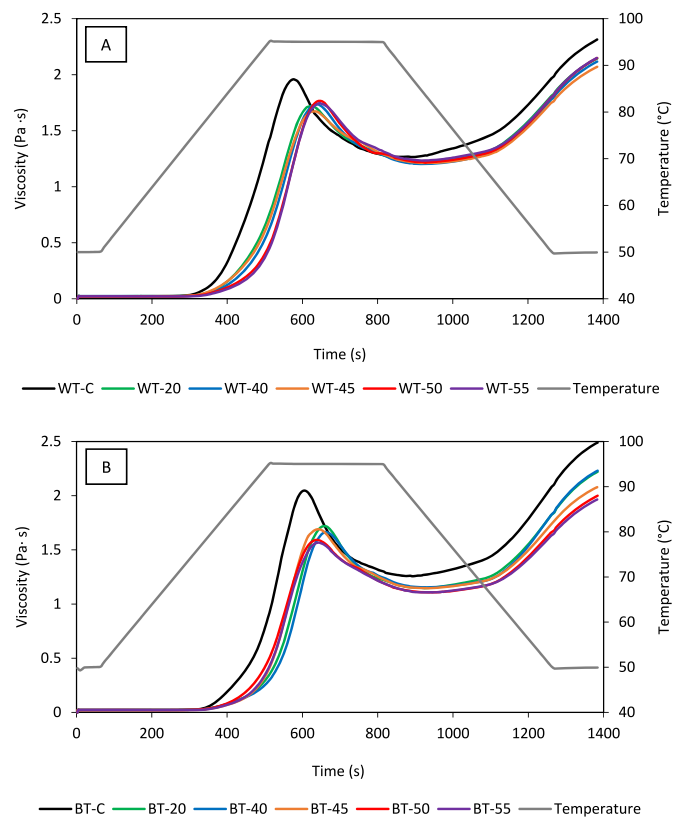 A
2.5
2
1.5
1
0.5
0
100
90
80
70
60
50
40
0 200 400 600 800 1000 1200 1400
Viscosity (Pa ·s)
Temperature (°C)
Time (s)
WT-C WT-20 WT-40 WT-45 WT-50 WT-55 Temperature
B
2.5
2
1.5
1
0.5
0
100
90
80
70
60
50
40
0 200 400 600 800 1000 1200 1400
Viscosity (Pa· s)
Temperature (°C)
Time (s)
BT-C BT-20 BT-40 BT-45 BT-50 BT-55 Temperature